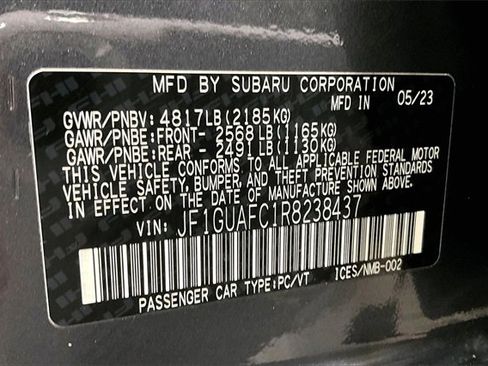 MFD BY SUBARU CORPORATION
MFD IN 05/23
GVWR/PNBV: 4817LB(2185KG)
GAWR/PNBE:FRONT- 2568LB(1165KG)
GAWR/PNBE:REAR - 2491LB(1130KG)
THIS VEHICLE CONFORMS TO ALL APPLICABLE FEDERAL MOTOR
VEHICLE SAFETY, BUMPER, AND THEFT PREVENTION STANDARDS
IN EFFECT ON THE DATE OF MANUFACTURE SHOWN ABOVE.
VIN: JF1GUAFC1R8238437
PASSENGER CAR TYPE:PC/VT ICES/NMB-002